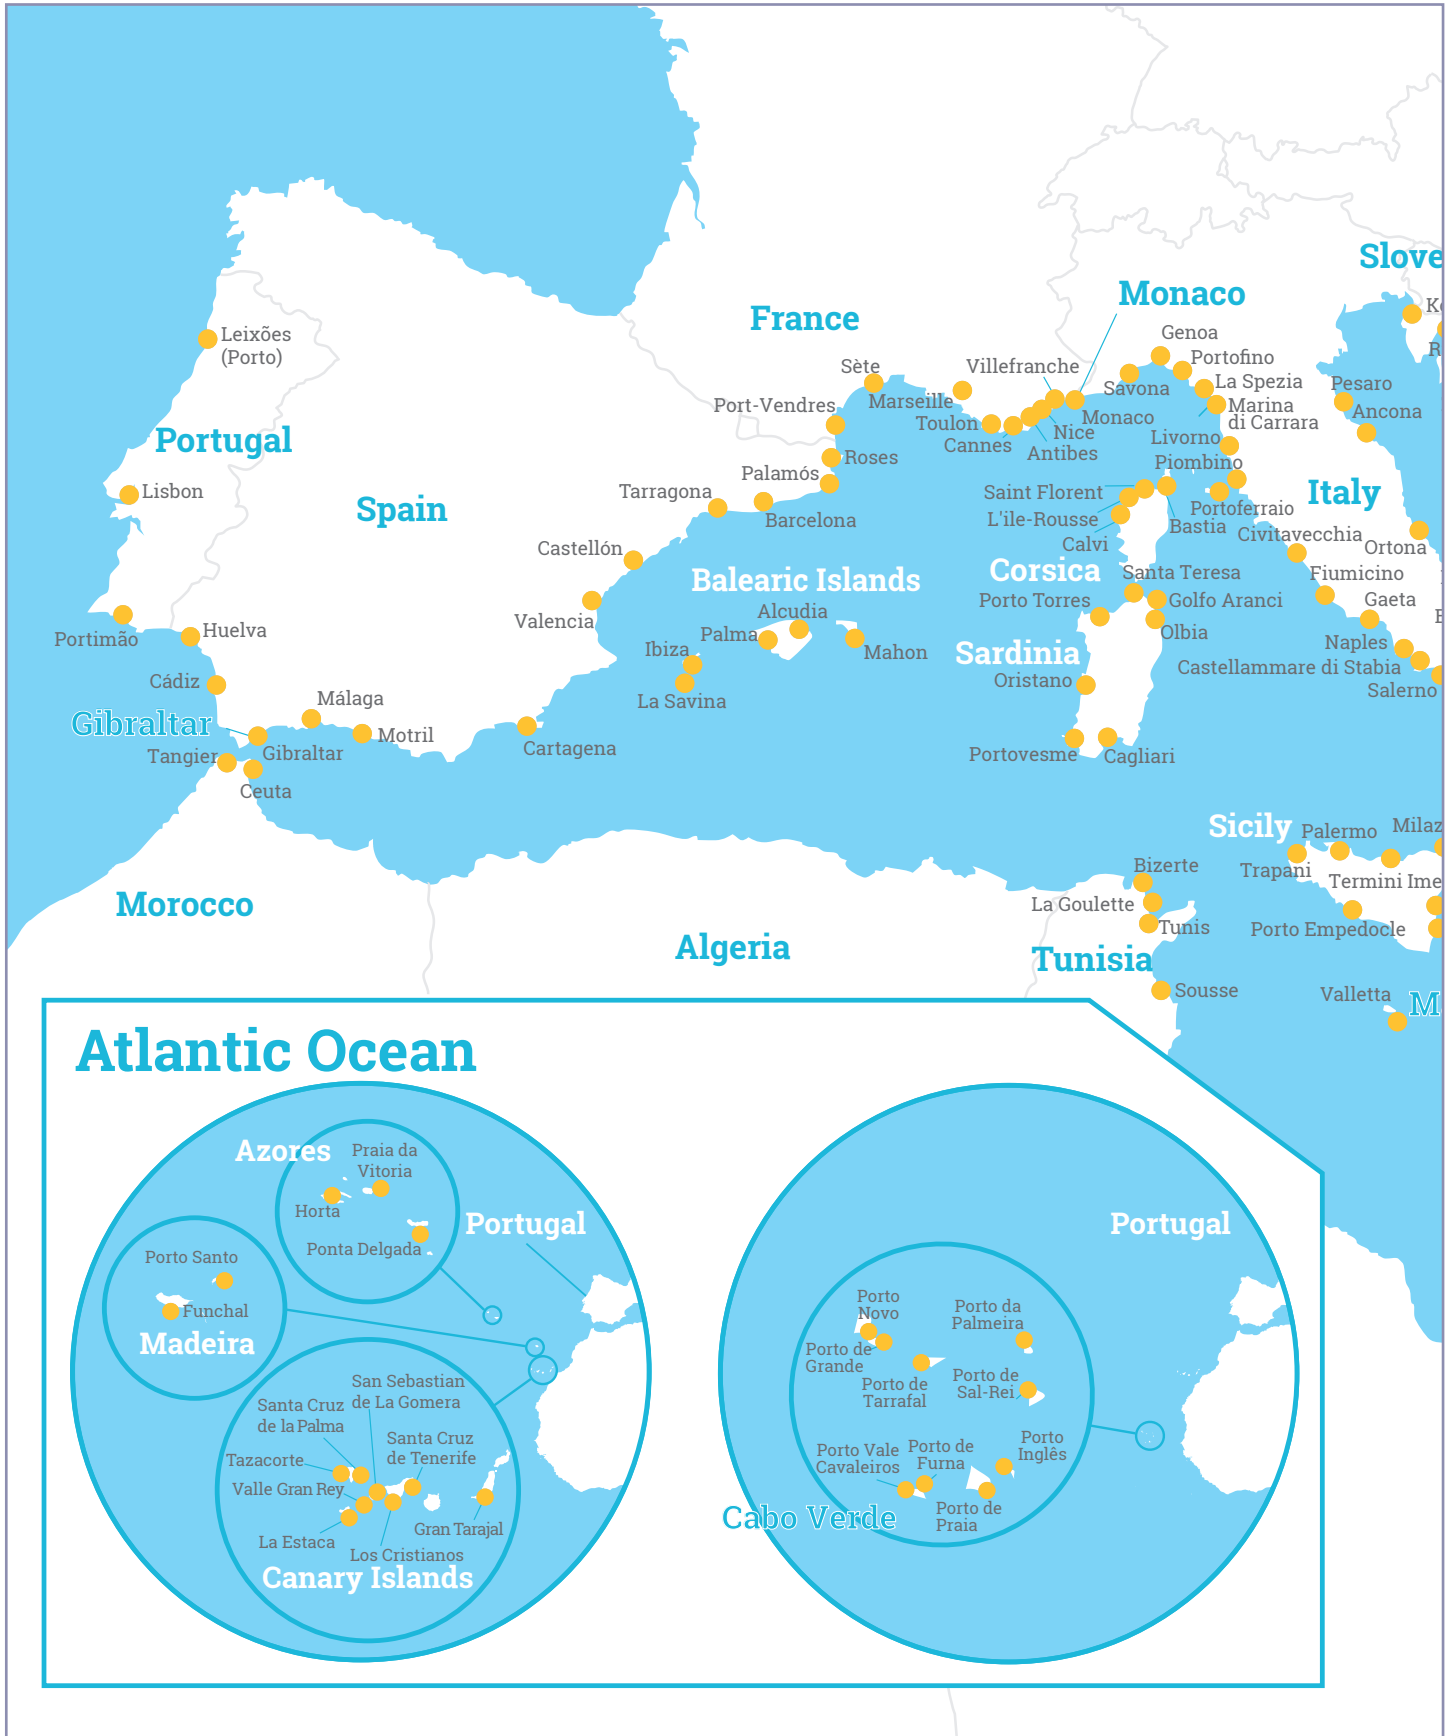 Slove
Monaco
K
France
Genoa
Leixões
(Porto)
R
Portofino
Sète
Villefranche
Savona
La Spezia
Pesaro
Port-Vendres
Marseille
Marina
di Carrara
Ancona
Toulon
Monaco
Portugal
Cannes
Nice
Antibes
Livorno
Roses
Piombino
Palamós
Lisbon
Tarragona
Saint Florent
Italy
Spain
Portoferraio
L'ile-Rousse
Barcelona
Bastia
Civitavecchia
Calvi
Castellón
Ortona
Corsica
Santa Teresa
Fiumicino
Balearic Islands
Porto Torres
Golfo Aranci
Gaeta
Alcudia
E
Valencia
Huelva
Palma
Olbia
Portimão
Ibiza
Mahon
Sardinia
Naples
Castellammare di Stabia
Cádiz
Oristano
Salerno
Málaga
La Savina
Gibraltar
Motril
Tangier
Gibraltar
Cartagena
Portovesme
Cagliari
Ceuta
Sicily
Palermo
Milaz
Bizerte
Trapani
Termini Ime
Morocco
La Goulette
Tunis
Porto Empedocle
Algeria
Tunisia
Sousse
Valletta
M
Atlantic Ocean
Azores
Praia da
Vitoria
Horta
Portugal
Ponta Delgada
Porto Santo
Funchal
Madeira
San Sebastian
de La Gomera
Santa Cruz
de la Palma
Santa Cruz
de Tenerife
Tazacorte
Valle Gran Rey
Gran Tarajal
La Estaca
Los Cristianos
Canary Islands
Portugal
Porto
Novo
Porto da
Palmeira
Porto de
Grande
Porto de
Tarrafal
Porto de
Sal-Rei
Porto
Inglês
Porto Vale
Cavaleiros
Porto de
Furna
Porto de
Praia
Cabo Verde